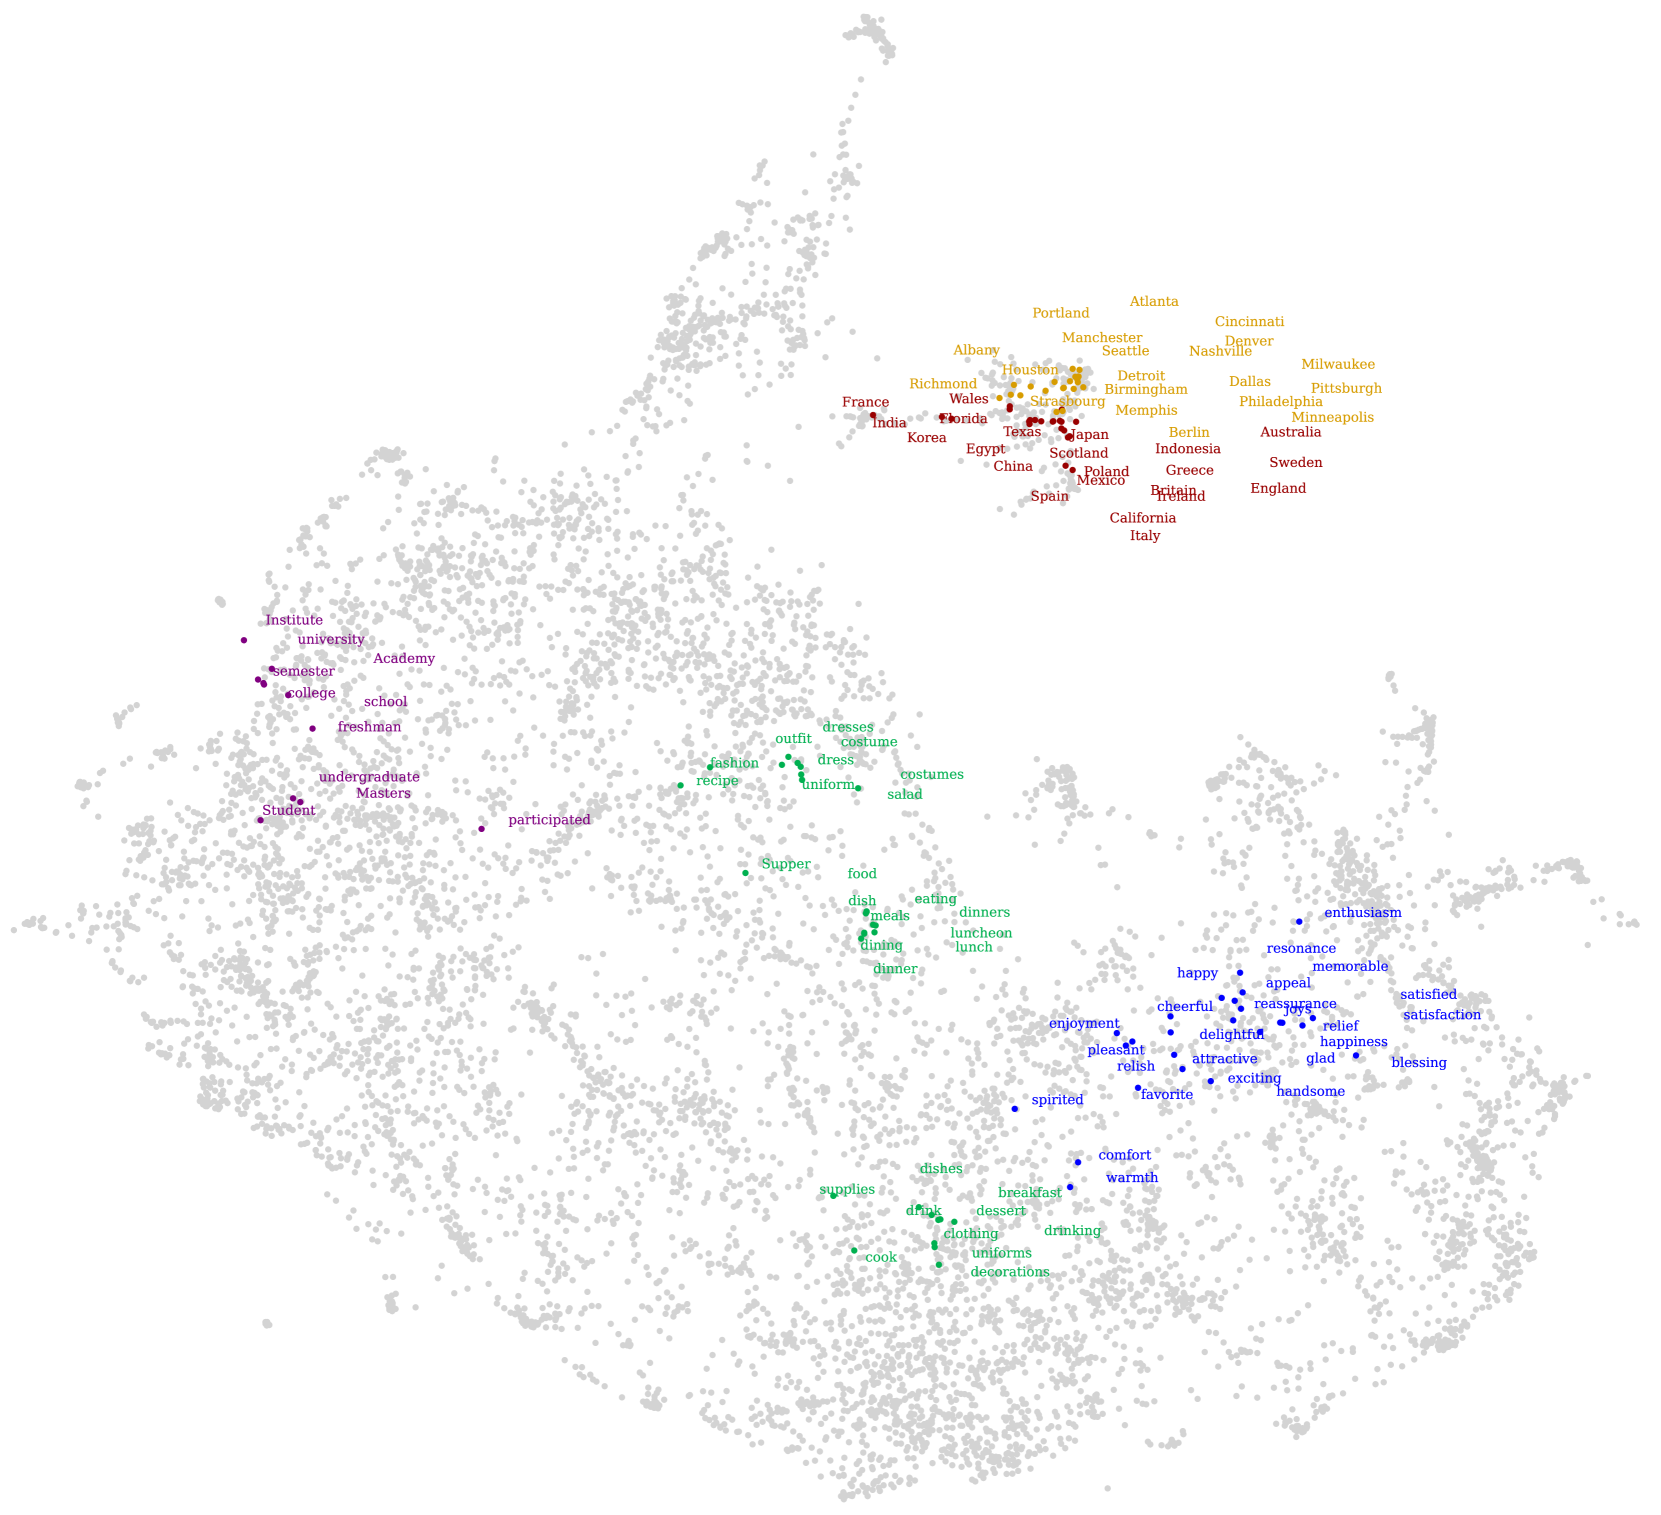 Atlanta
Portland
Cincinnati
Manchester
Denver
Albany
Seattle
Nashville
Milwaukee
Houston
Detroit
Richmond
Dallas
Birmingham
Pittsburgh
Wales
France
Strasbourg
Philadelphia
Memphis
Minneapolis
Florida
India
Texas
Japan
Berlin
Australia
Korea
Egypt
Scotland
Indonesia
China
Poland
Greece
Sweden
Mexico
Spain
Britain
Ireland
England
California
Italy
Institute
university
Academy
semester
college
school
freshman
undergraduate
Masters
Student
participated
dresses
outfit
costume
fashion
dress
recipe
uniform
costumes
salad
Supper
food
dish
eating
meals
dinners
luncheon
dining
lunch
dinner
enthusiasm
resonance
happy
memorable
appeal
satisfied
cheerful
reassurance
joys
satisfaction
enjoyment
relief
delightful
happiness
pleasant
attractive
glad
blessing
relish
exciting
favorite
handsome
spirited
comfort
warmth
dishes
supplies
breakfast
drink
dessert
clothing
drinking
cook
uniforms
decorations